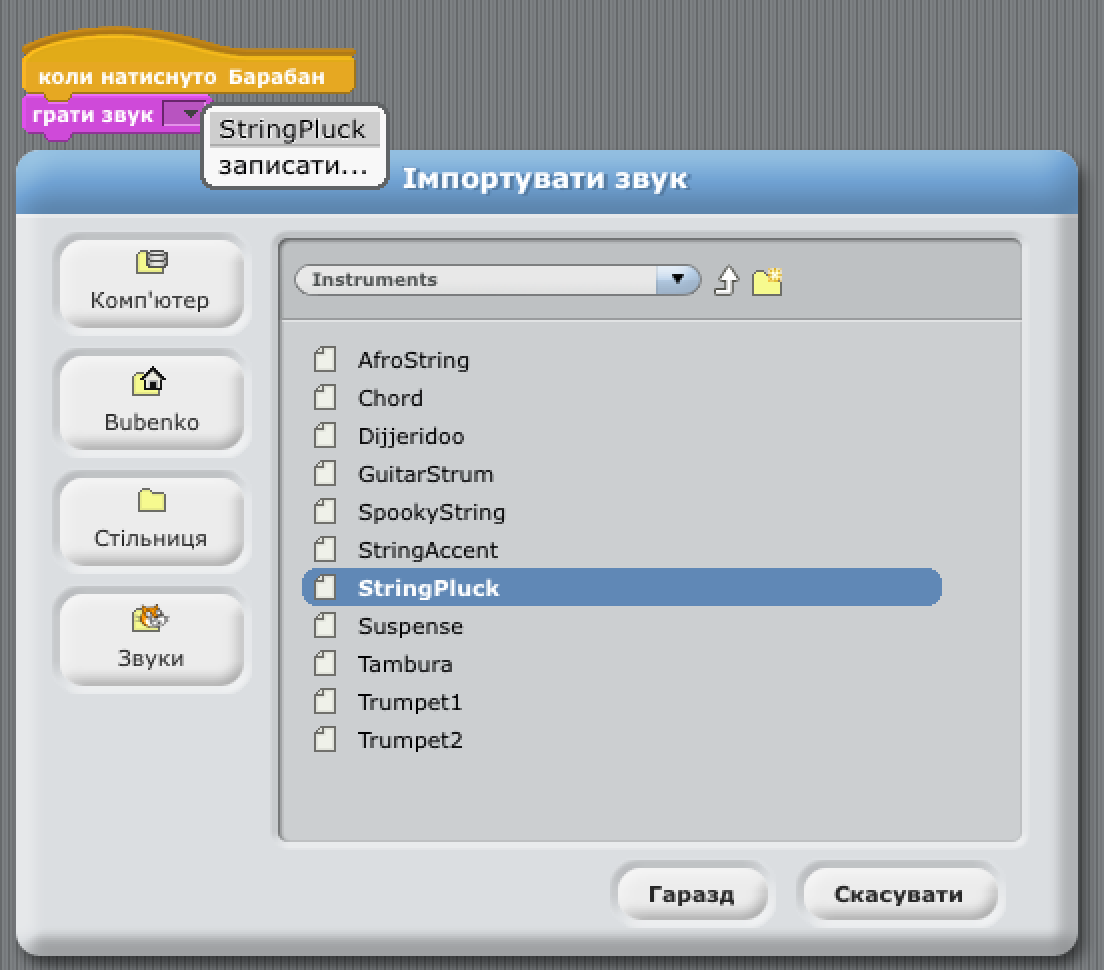 коли натиснуто Барабан
грати звук
StringPluck
записати...
Імпортувати звук
Комп'ютер
Bubenko
Стільниця
Звуки
Instruments
AfroString
Chord
Dijjeridoo
GuitarStrum
SpookyString
StringAccent
StringPluck
Suspense
Tambura
Trumpet1
Trumpet2
Гаразд
Скасувати